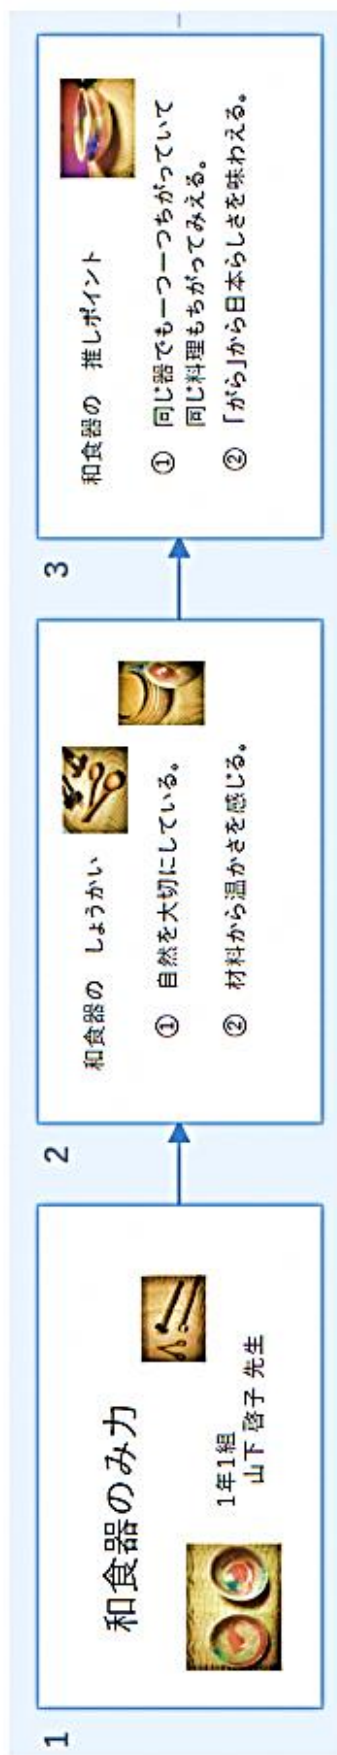 1
和食器のみ力
1年1組
山下 啓子 先生
2
和食器の しょうかい
① 自然を大切にしている。
② 材料から温かさを感じる。
3
和食器の 推しポイント
① 同じ器でも一つ一つちがっていて
同じ料理もちがってみえる。
② 「がら」から日本らしさを味わえる。